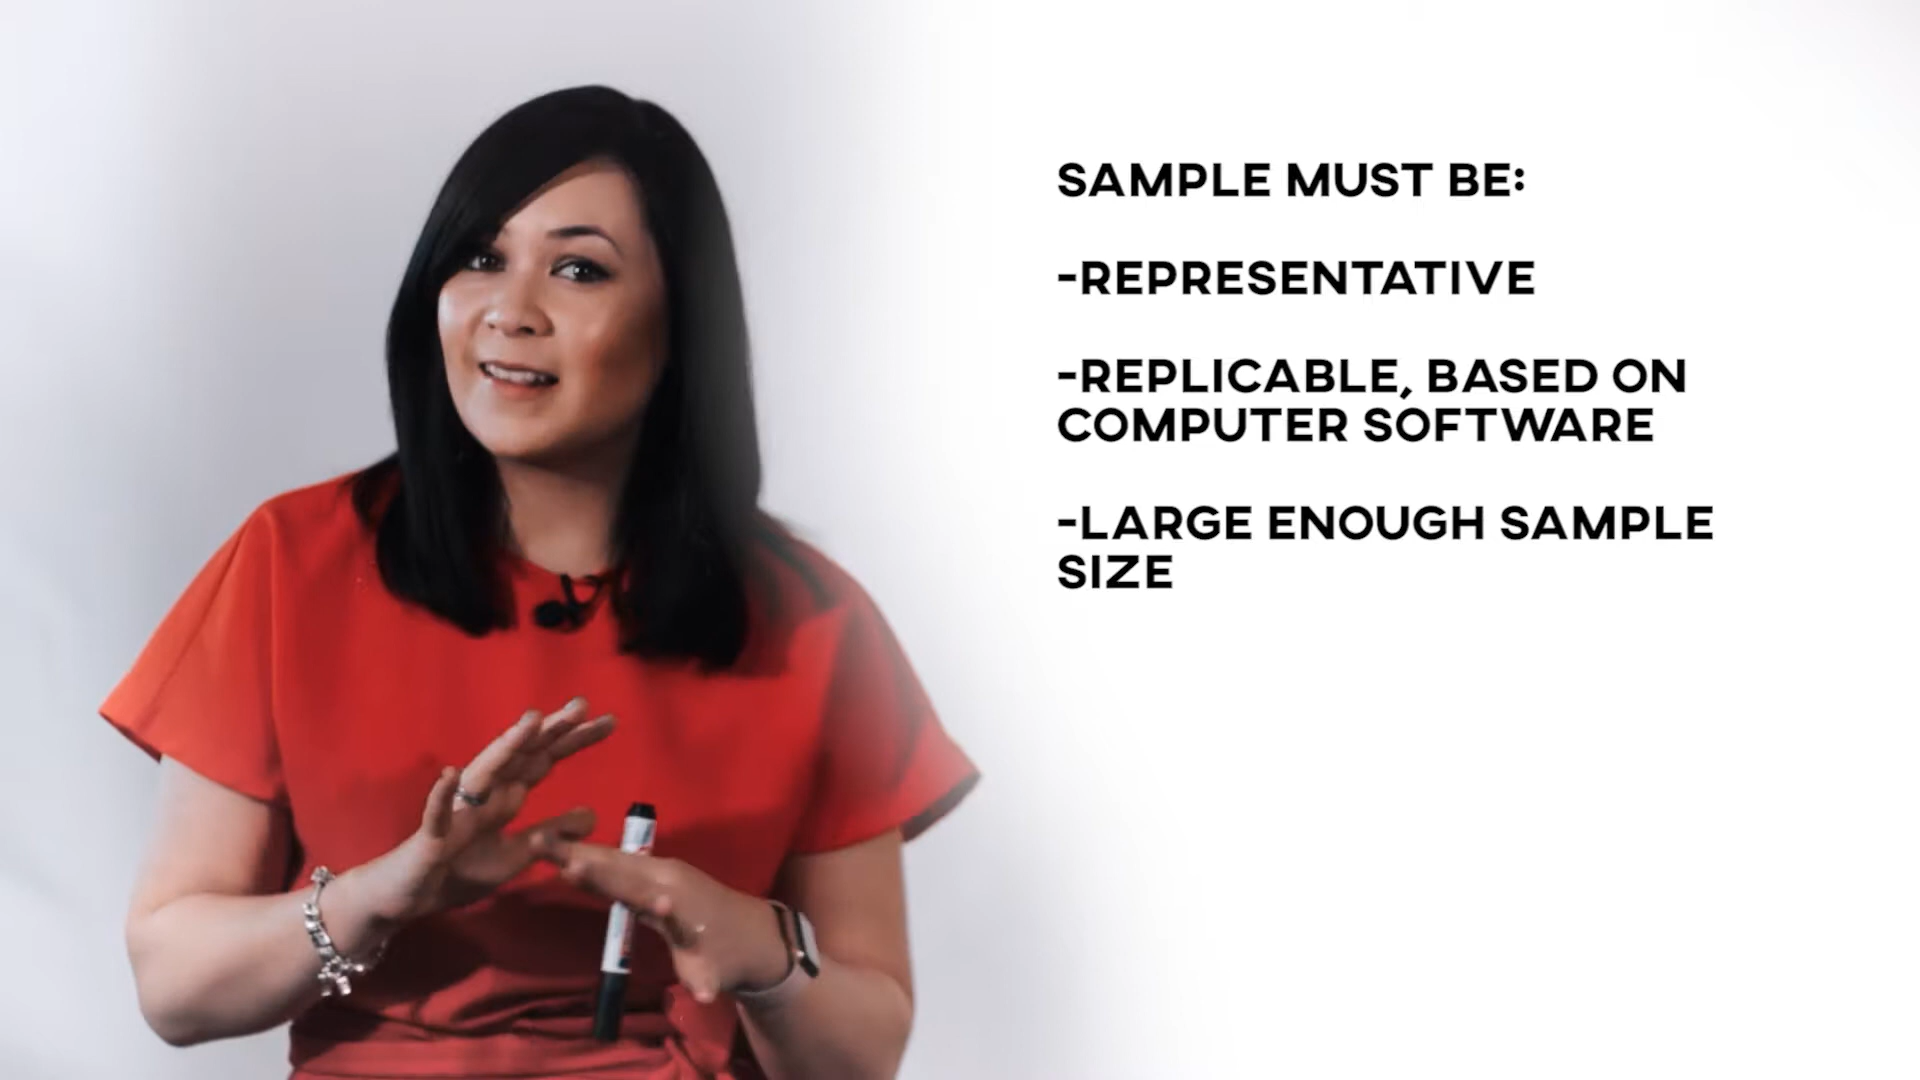 SAMPLE MUST BE:
-REPRESENTATIVE
-REPLICABLE, BASED ON
COMPUTER SOFTWARE
-LARGE ENOUGH SAMPLE
SIZE